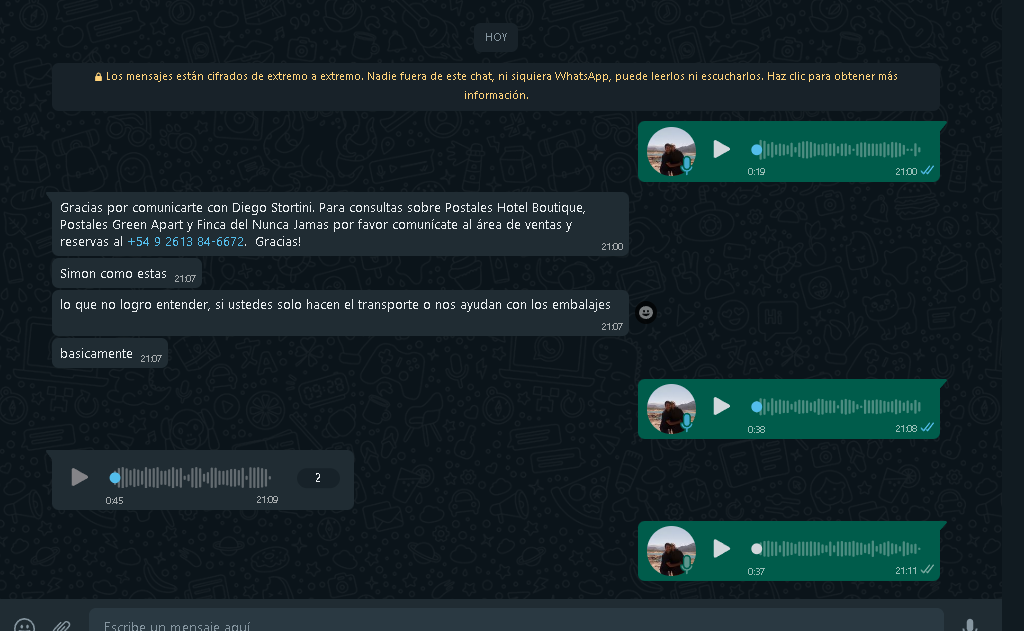 HOY
Los mensajes están cifrados de extremo a extremo. Nadie fuera de este chat, ni siquiera WhatsApp, puede leerlos ni escucharlos. Haz clic para obtener más
información.
0:19 21:00
Gracias por comunicarte con Diego Stortini. Para consultas sobre Postales Hotel Boutique,
Postales Green Apart y Finca del Nunca Jamas por favor comunícate al área de ventas y
reservas al +54 9 2613 84-6672. Gracias!
21:00
Simon como estas 21:07
lo que no logro entender, si ustedes solo hacen el transporte o nos ayudan con los embalajes
21:07
basicamente 21:07
0:38 21:08
2
0:45 21:09
0:37 21:11
Escribe un mensaje aquí